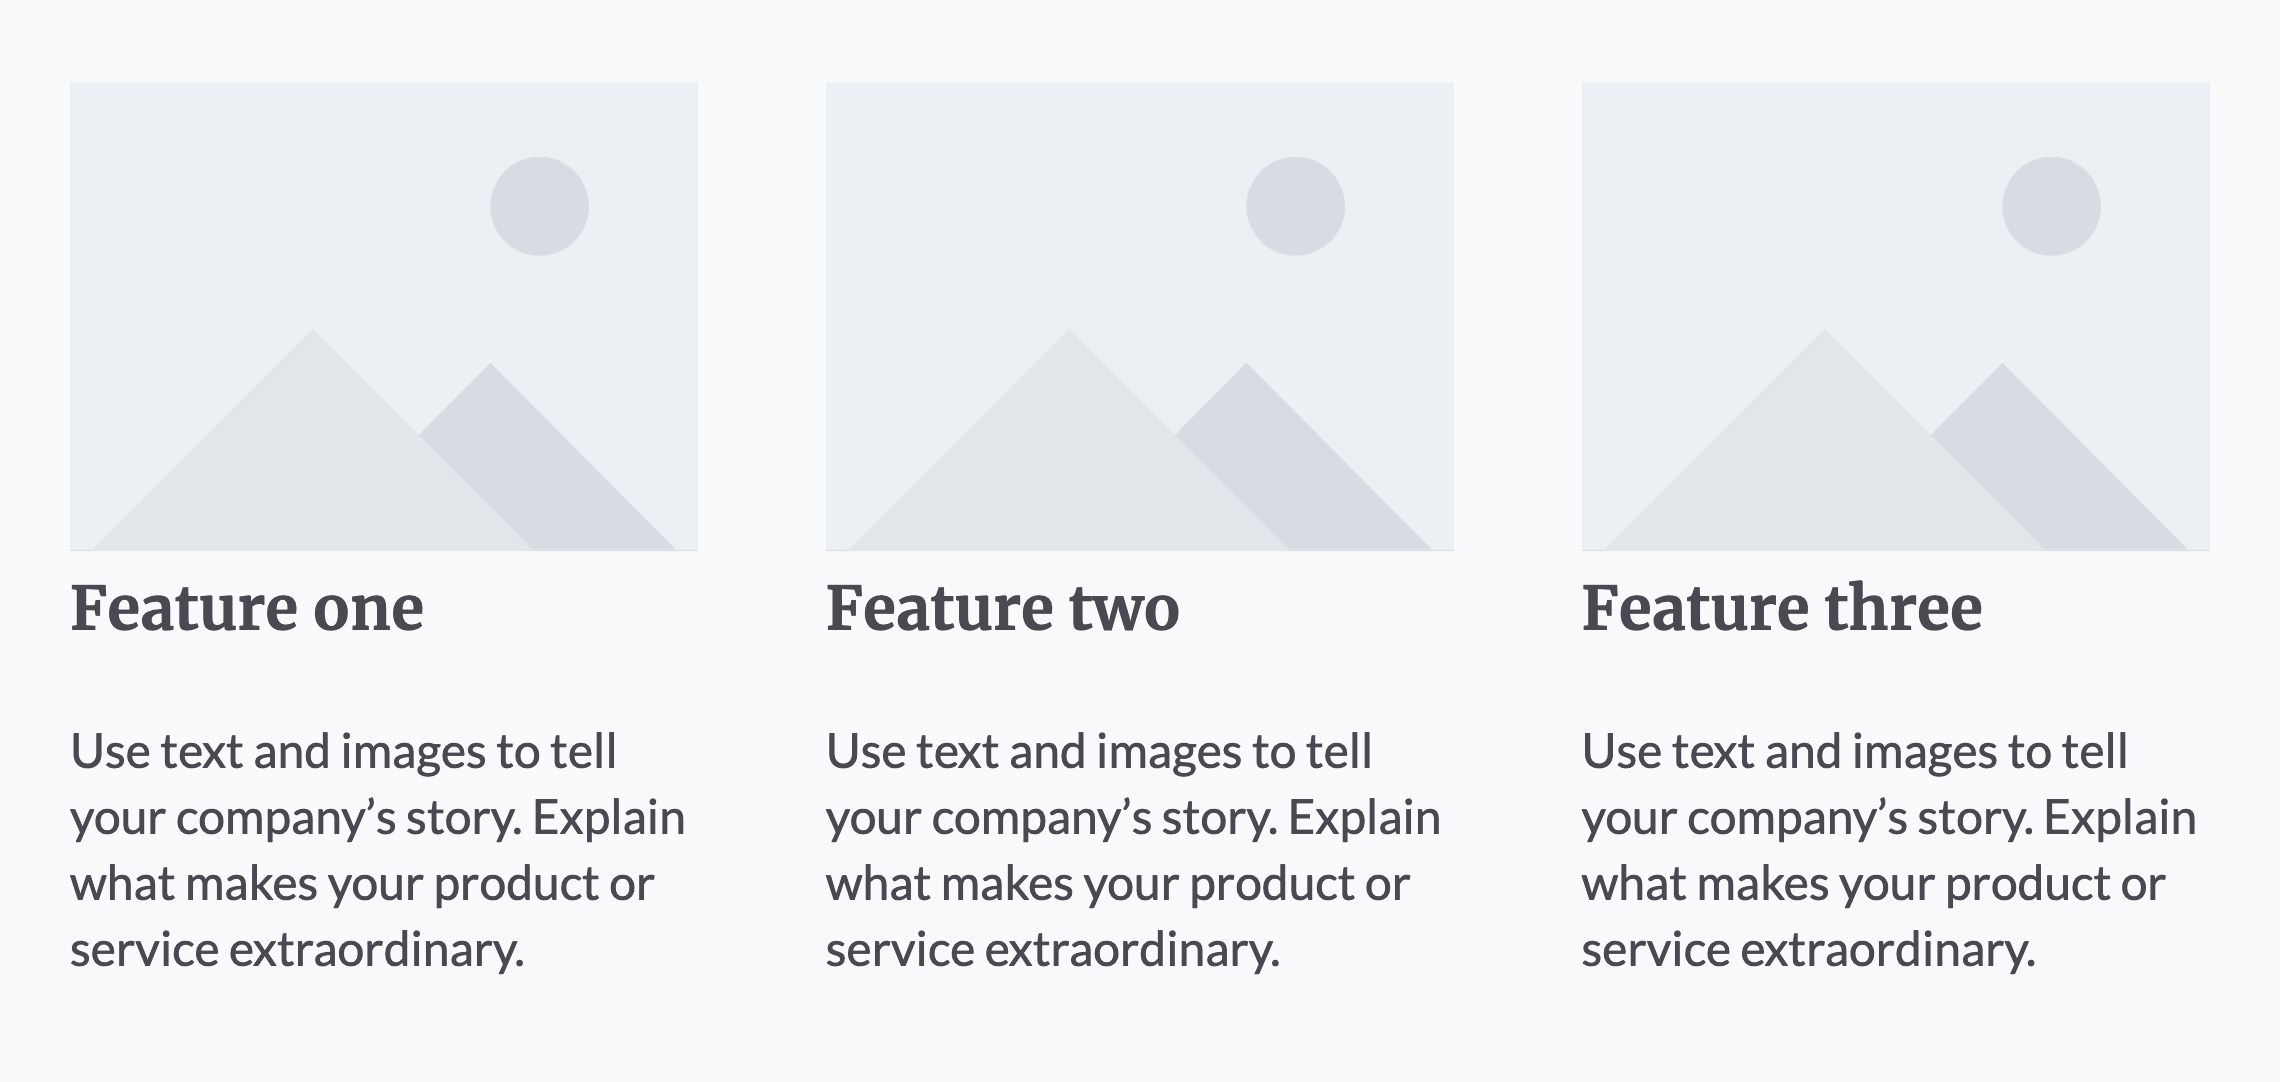 Feature one
Use text and images to tell
your company’s story. Explain
what makes your product or
service extraordinary.
Feature two
Use text and images to tell
your company’s story. Explain
what makes your product or
service extraordinary.
Feature three
Use text and images to tell
your company’s story. Explain
what makes your product or
service extraordinary.